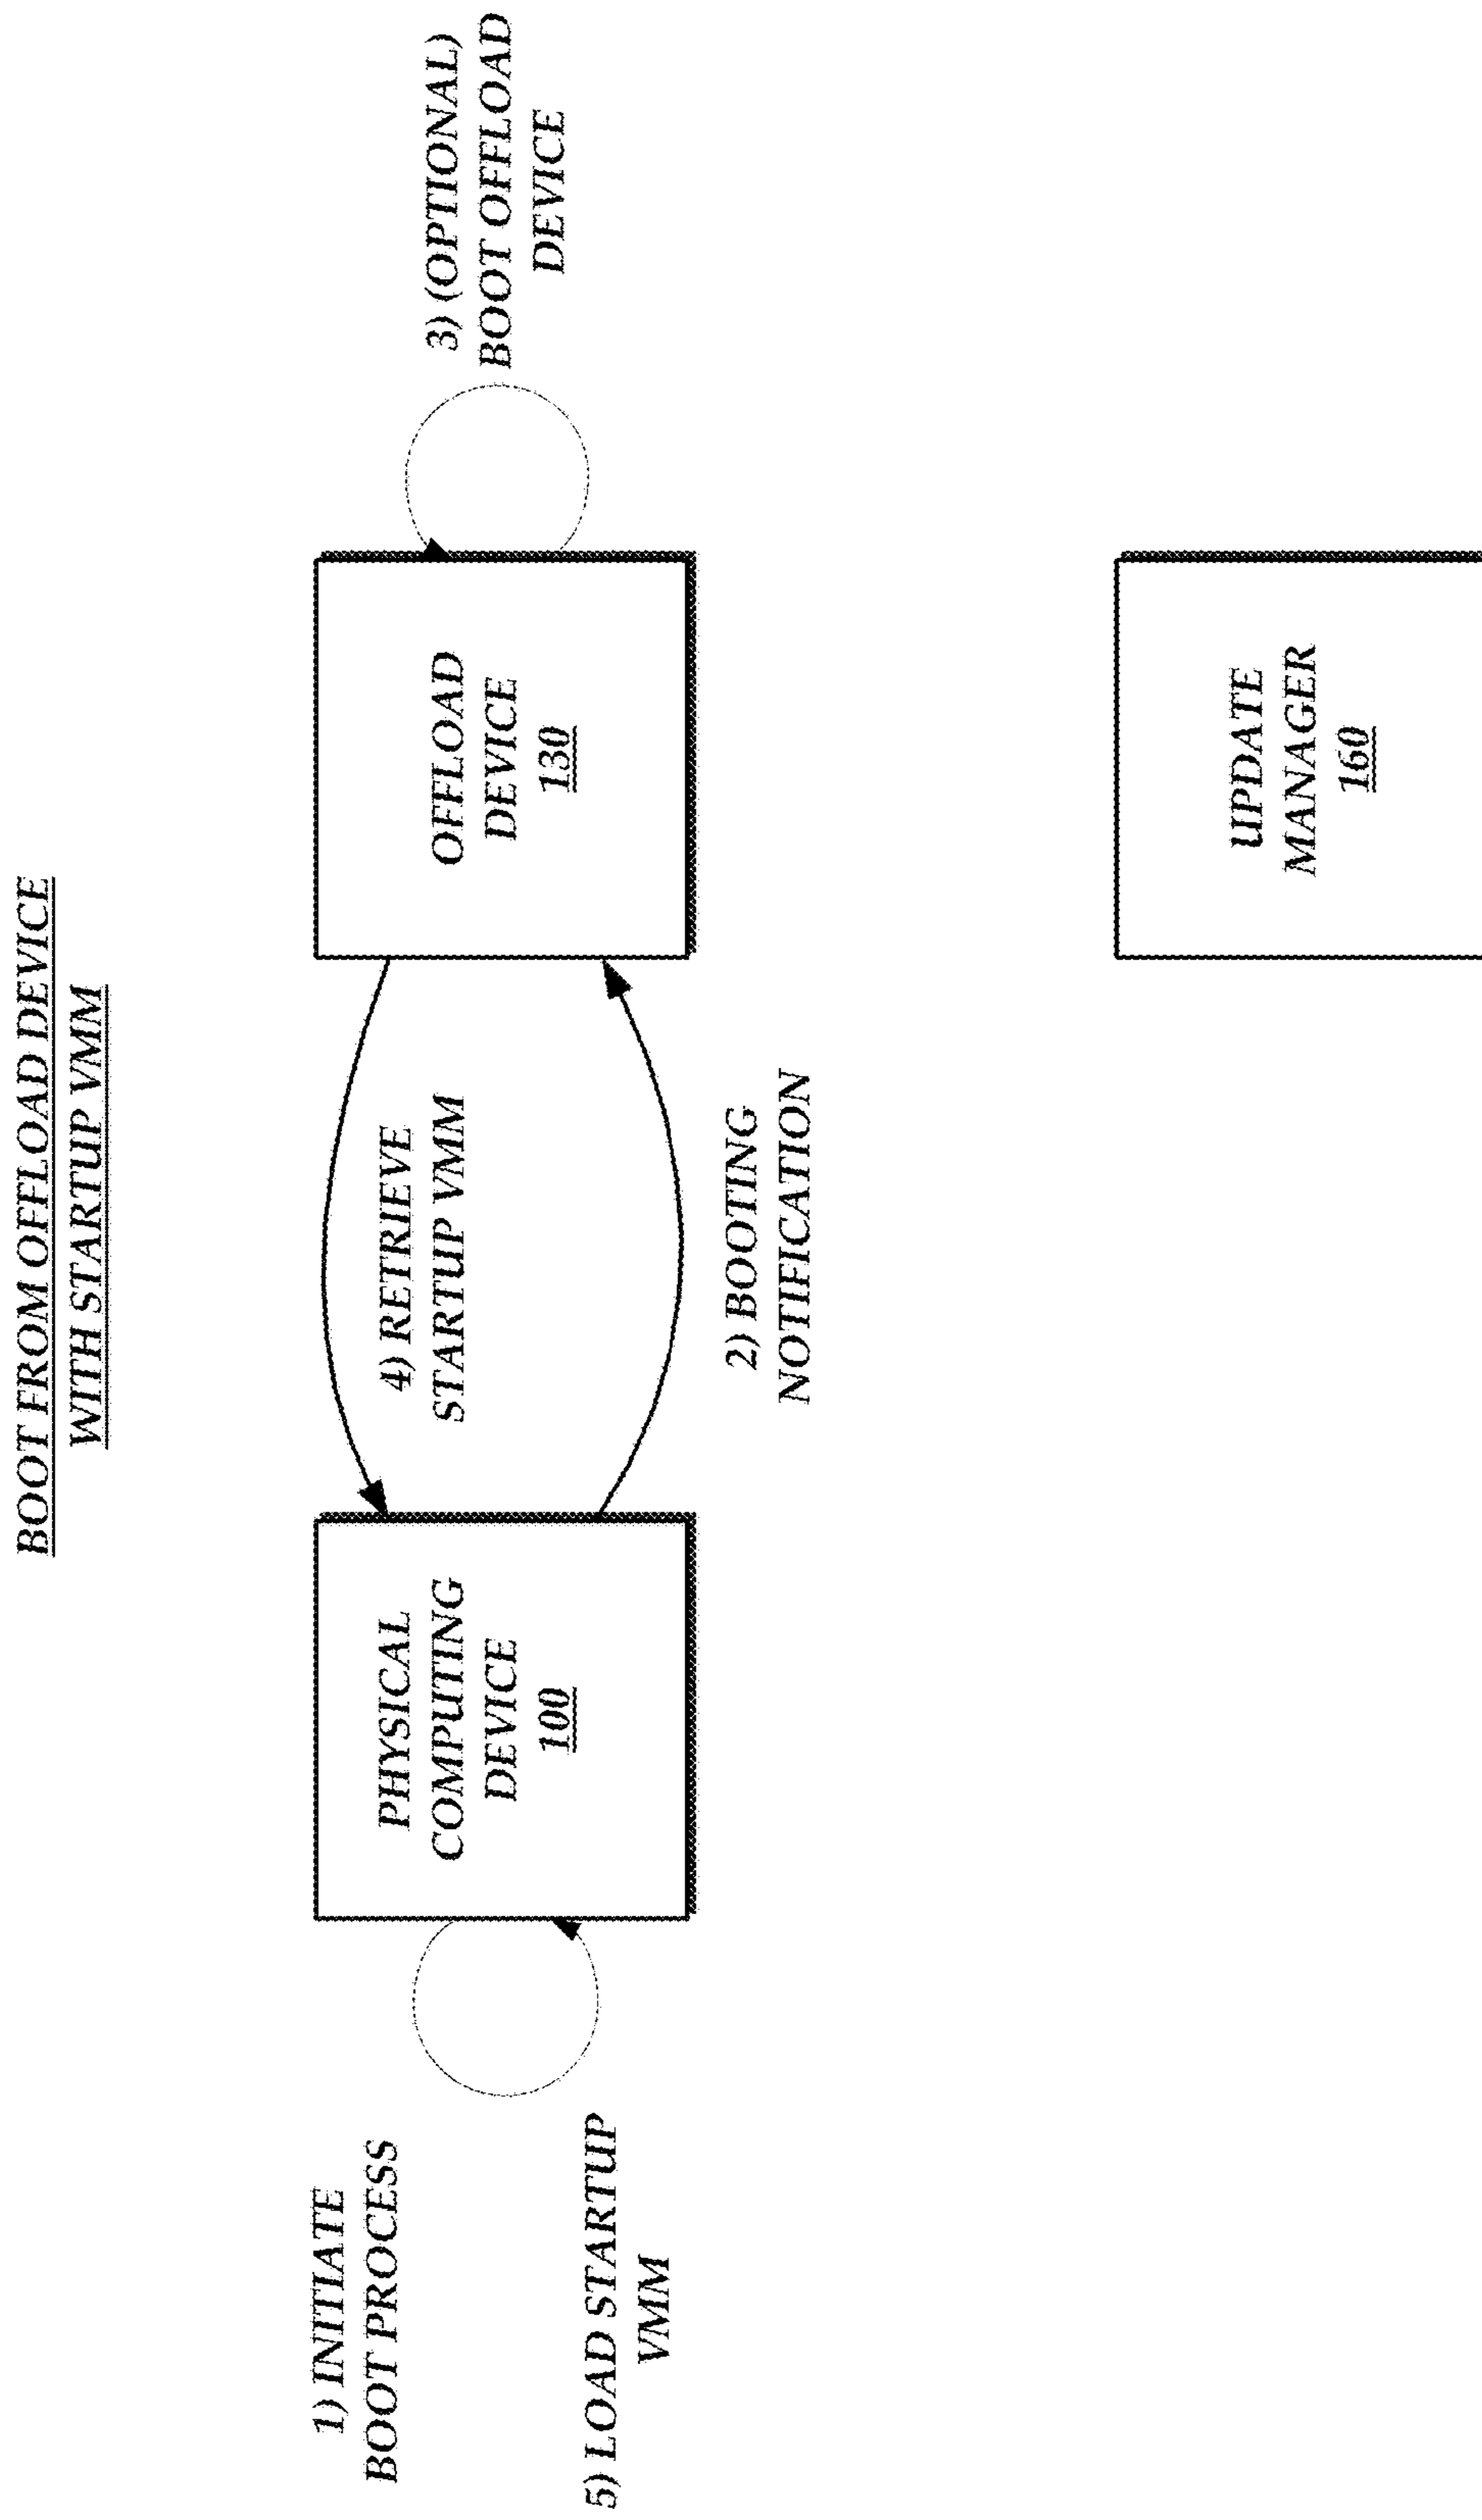 BOOT FROM OFFLOAD DEVICE
WITH STARTUP VMM
1) INITIATE
BOOT PROCESS
5) LOAD STARTUP
VMM
PHYSICAL
COMPUTING
DEVICE
100
4) RETRIEVE
STARTUP VMM
2) BOOTING
NOTIFICATION
OFFLOAD
DEVICE
130
3) (OPTIONAL)
BOOT OFFLOAD
DEVICE
UPDATE
MANAGER
160